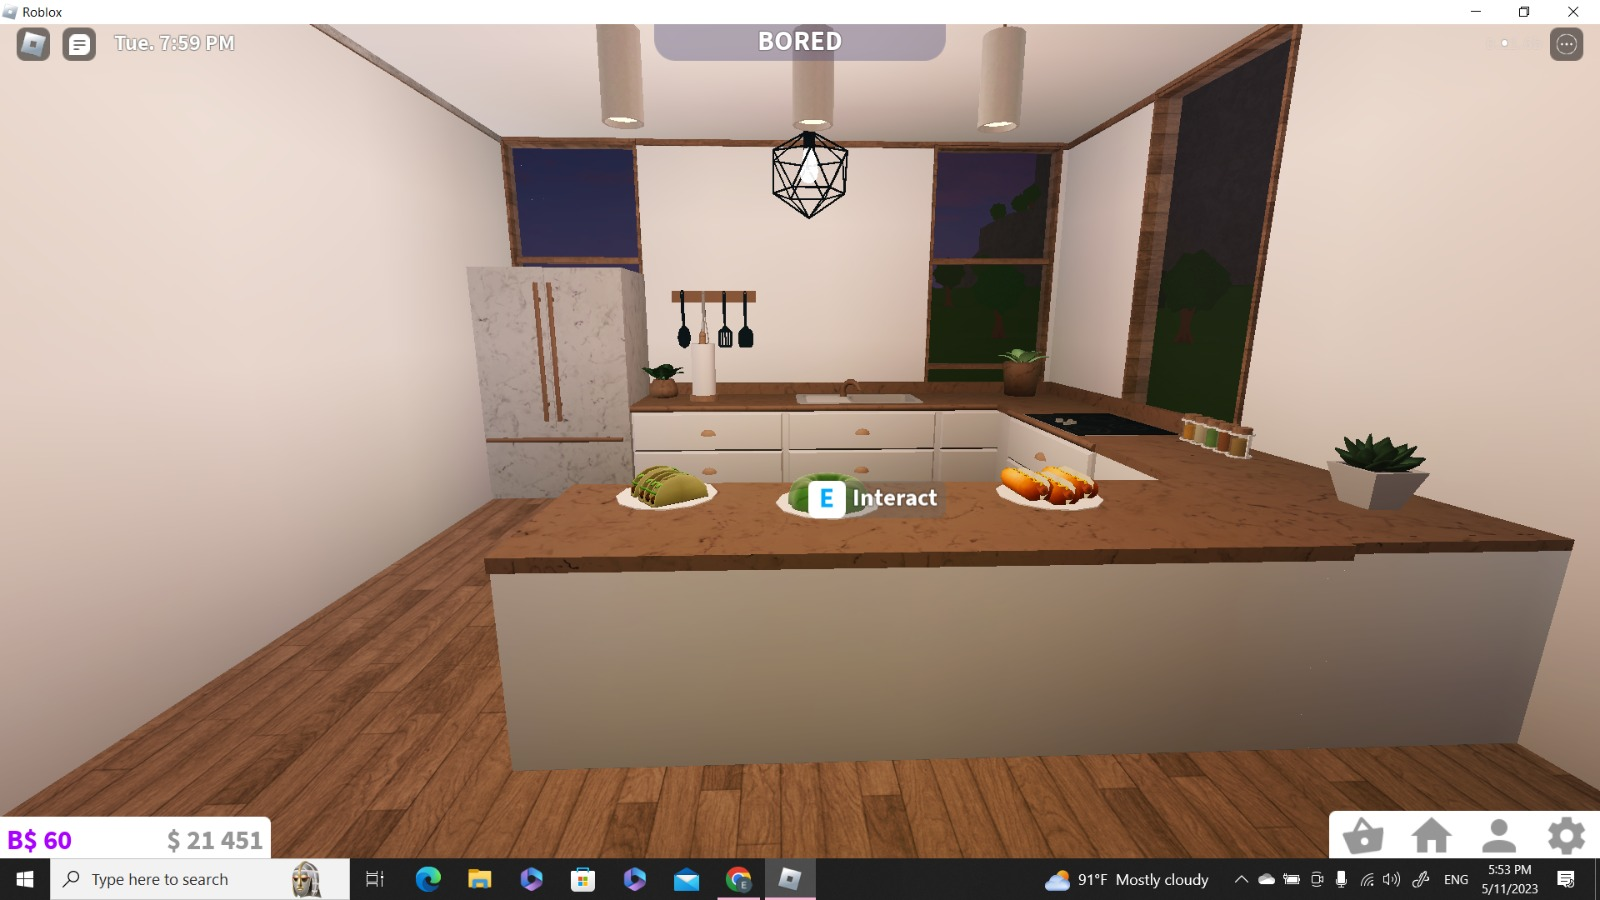 Roblox
Tue. 7:59 PM
BORED
E Interact
B$ 60
$ 21 451
Type here to search
E
91°F Mostly cloudy
ENG
5:53 PM
5/11/2023